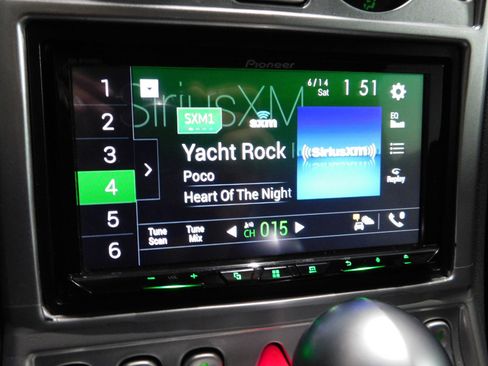 Pioneer
1
2
3
4
5
6
SiriusXM
6/14
Sat
1 51
SXM1
sxm
EQ
Yacht Rock
Poco
Heart Of The Night
((SiriusXM))
Replay
Tune
Scan
Tune
Mix
CH 015